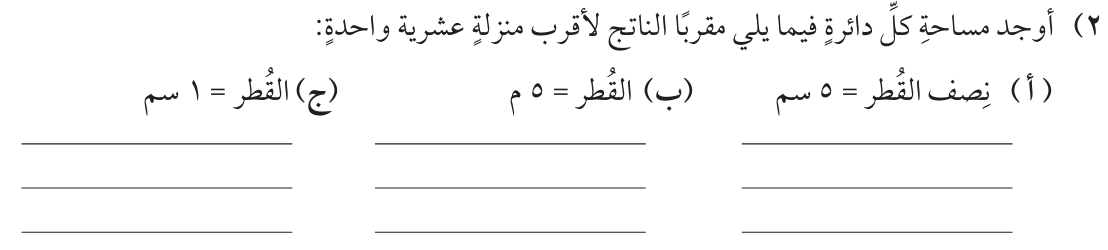 ٢) أوجد مساحةِ كلِّ دائرةٍ فيما يلي مقربًا الناتج لأقرب منزلةٍ عشرية واحدةٍ:
(أ) نِصف القُطر = ٥ سم (ب) القُطر = ٥ م (ج) القُطر = ١ سم